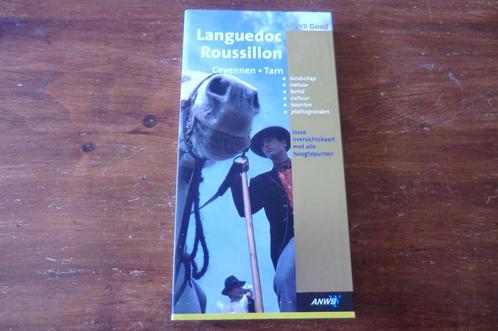 ANWB Goud
Languedoc
Roussillon
Cevennen • Tarn
landschap
natuur
kunst
cultuur
kaarten
plattegronden
losse
overzichtskaart
met alle
hoogtepunten
ANWB